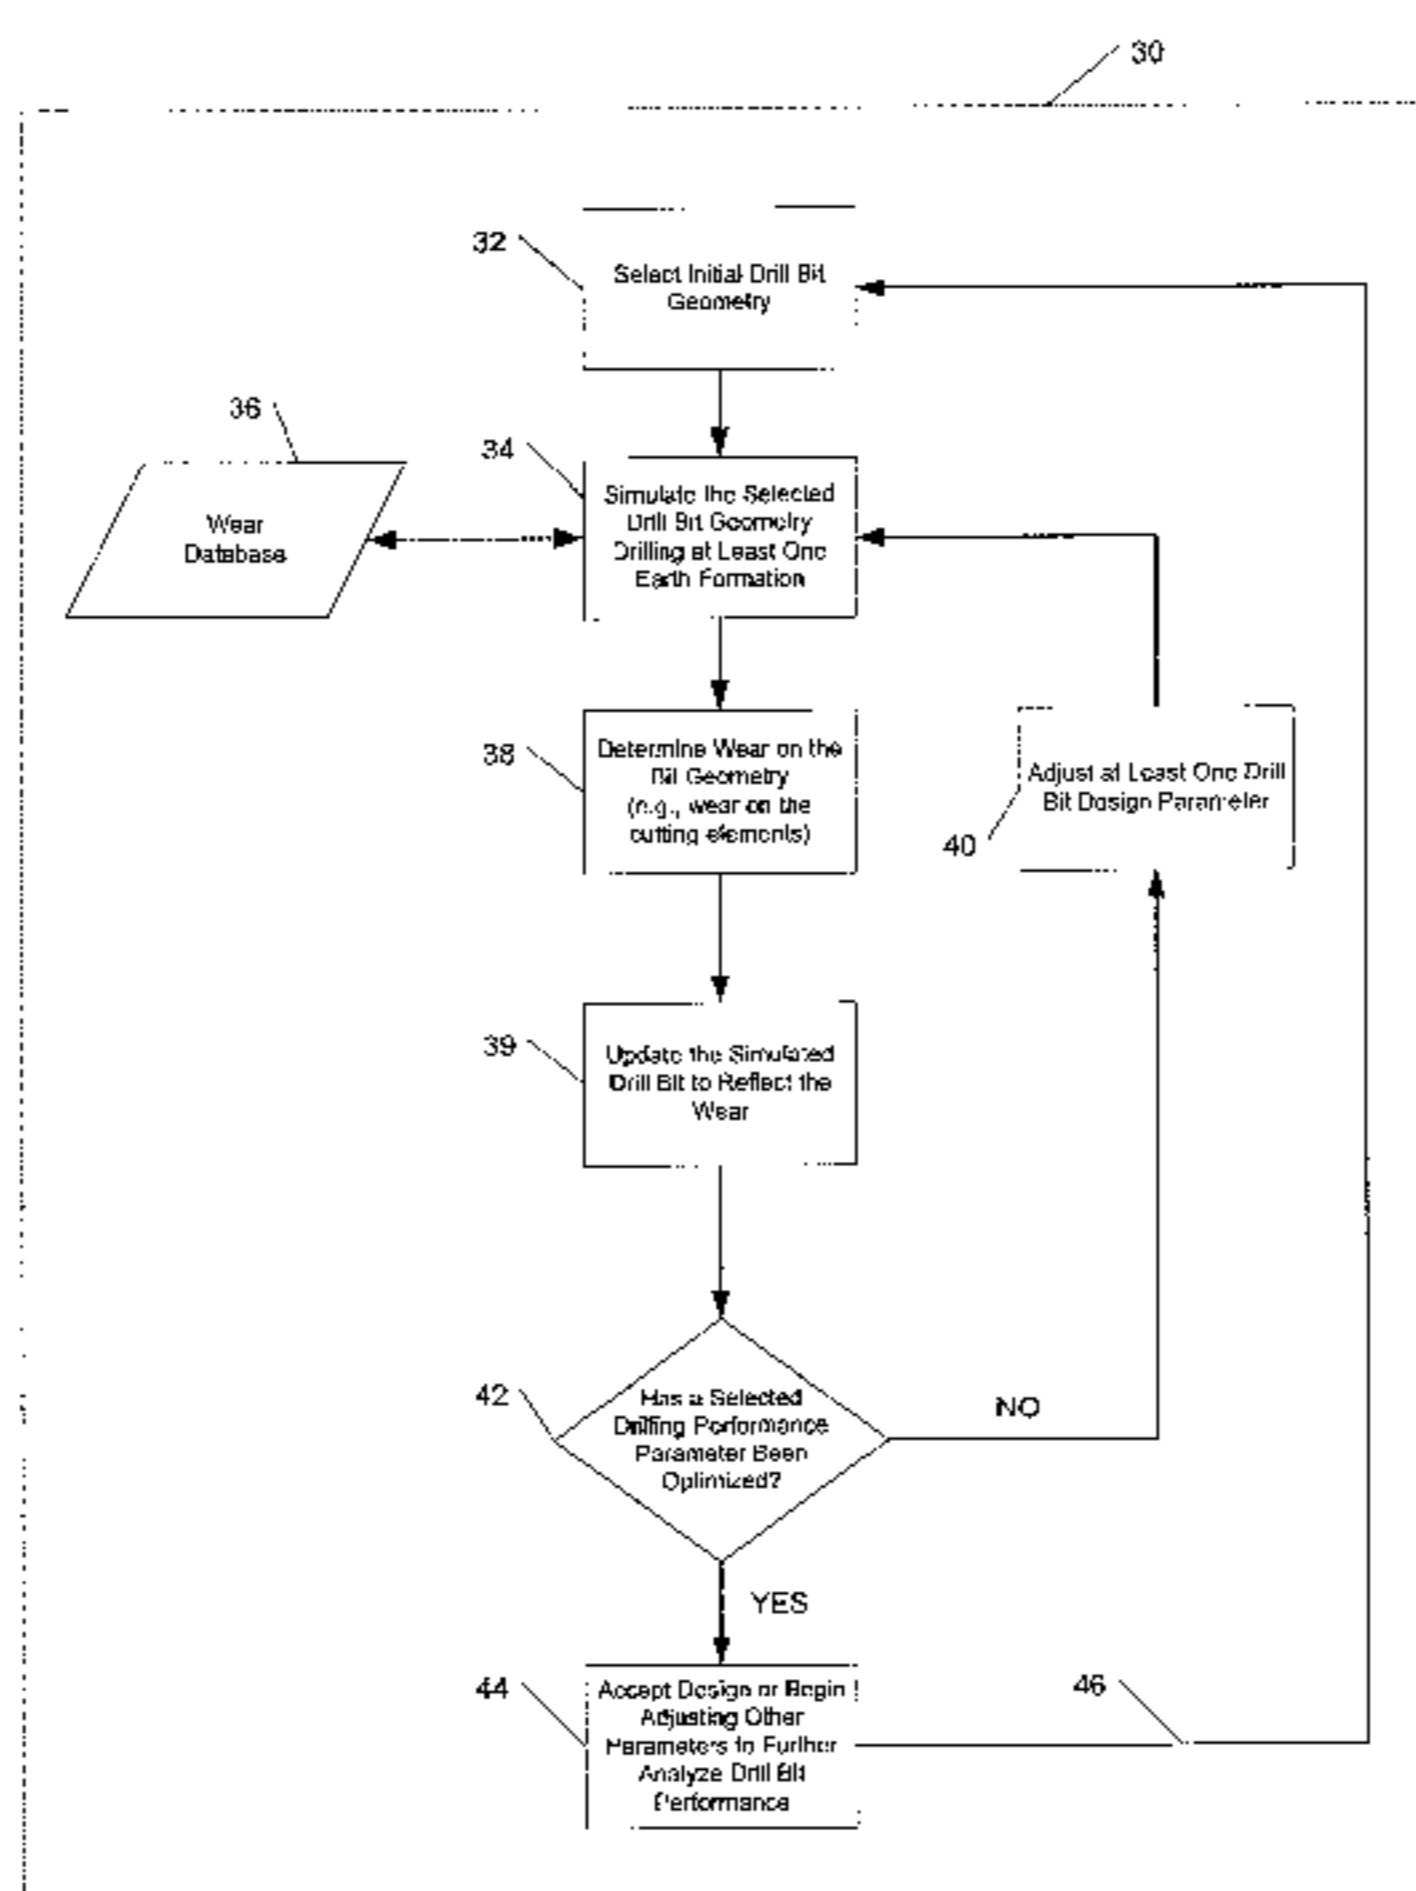 30
32
Select Initial Drill Bit
Geometry
36
Wear
Database
34
Simulate the Selected
Drill Bit Geometry
Drilling at Least One
Earth Formation
38
Determine Wear on the
Bit Geometry
(e.g., wear on the
cutting elements)
Adjust at Least One Drill
Bit Design Parameter
40
39
Update the Simulated
Drill Bit to Reflect the
Wear
42
Has a Selected
Drilling Performance
Parameter Been
Optimized?
NO
YES
44
Accept Design or Begin
Adjusting Other
Parameters to Further
Analyze Drill Bit
Performance
46